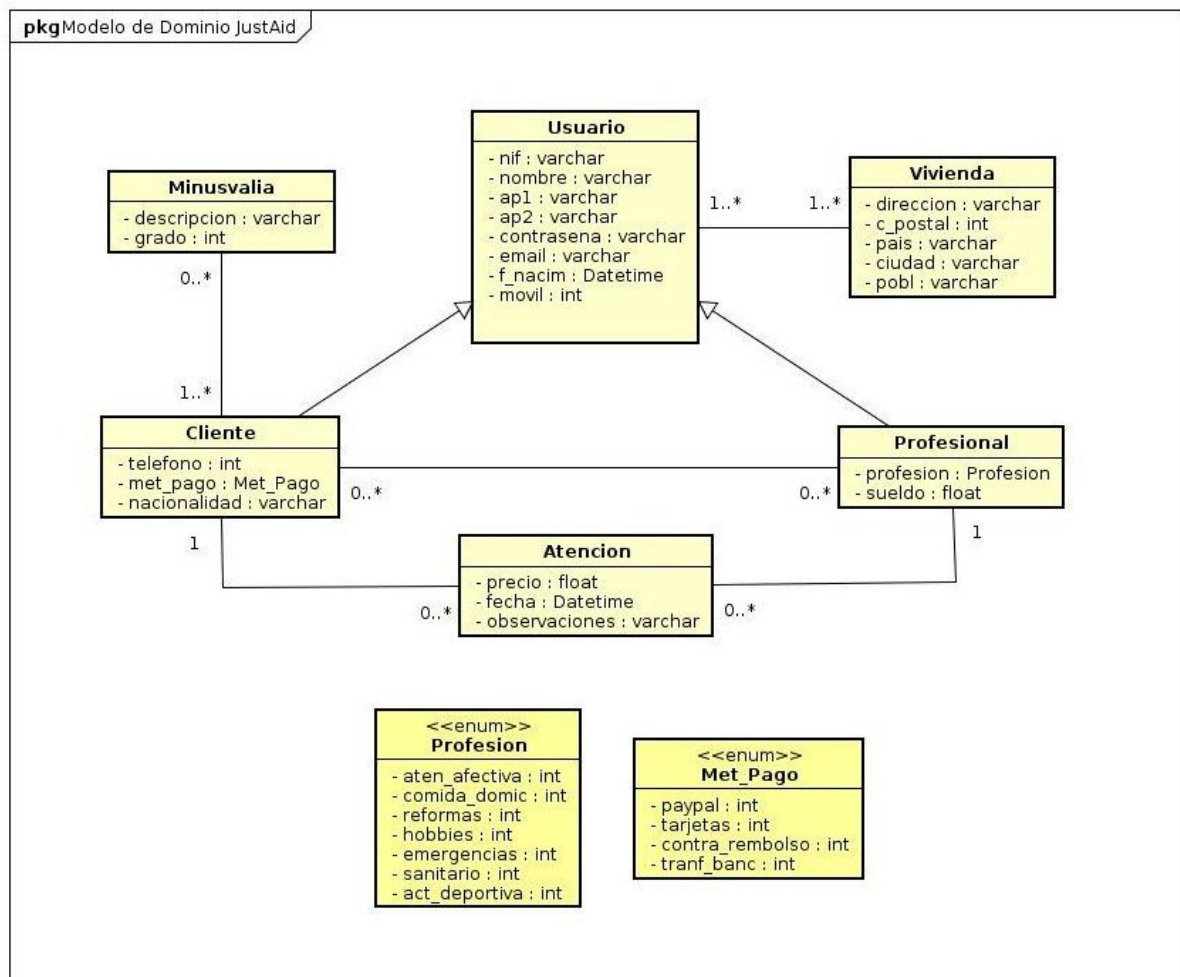 pkg Modelo de Dominio JustAid
Usuario
- nif : varchar
- nombre : varchar
- ap1 : varchar
- ap2 : varchar
- contrasena : varchar
- email : varchar
- f_nacim : Datetime
- movil : int
Minusvalia
- descripcion : varchar
- grado : int
Vivienda
- direccion : varchar
- c_postal : int
- pais : varchar
- ciudad : varchar
- pobl : varchar
1..*
1..*
0..*
1..*
Cliente
- telefono : int
- met_pago : Met_Pago
- nacionalidad : varchar
Profesional
- profesion : Profesion
- sueldo : float
0..*
0..*
1
1
Atencion
- precio : float
- fecha : Datetime
- observaciones : varchar
0..*
0..*
<<enum>>
Profesion
- aten_afectiva : int
- comida_domic : int
- reformas : int
- hobbies : int
- emergencias : int
- sanitario : int
- act_deportiva : int
<<enum>>
Met_Pago
- paypal : int
- tarjetas : int
- contra_rembolso : int
- tranf_banc : int